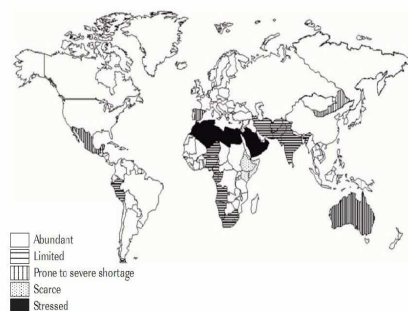 Abundant
Limited
Prone to severe shortage
Scarce
Stressed